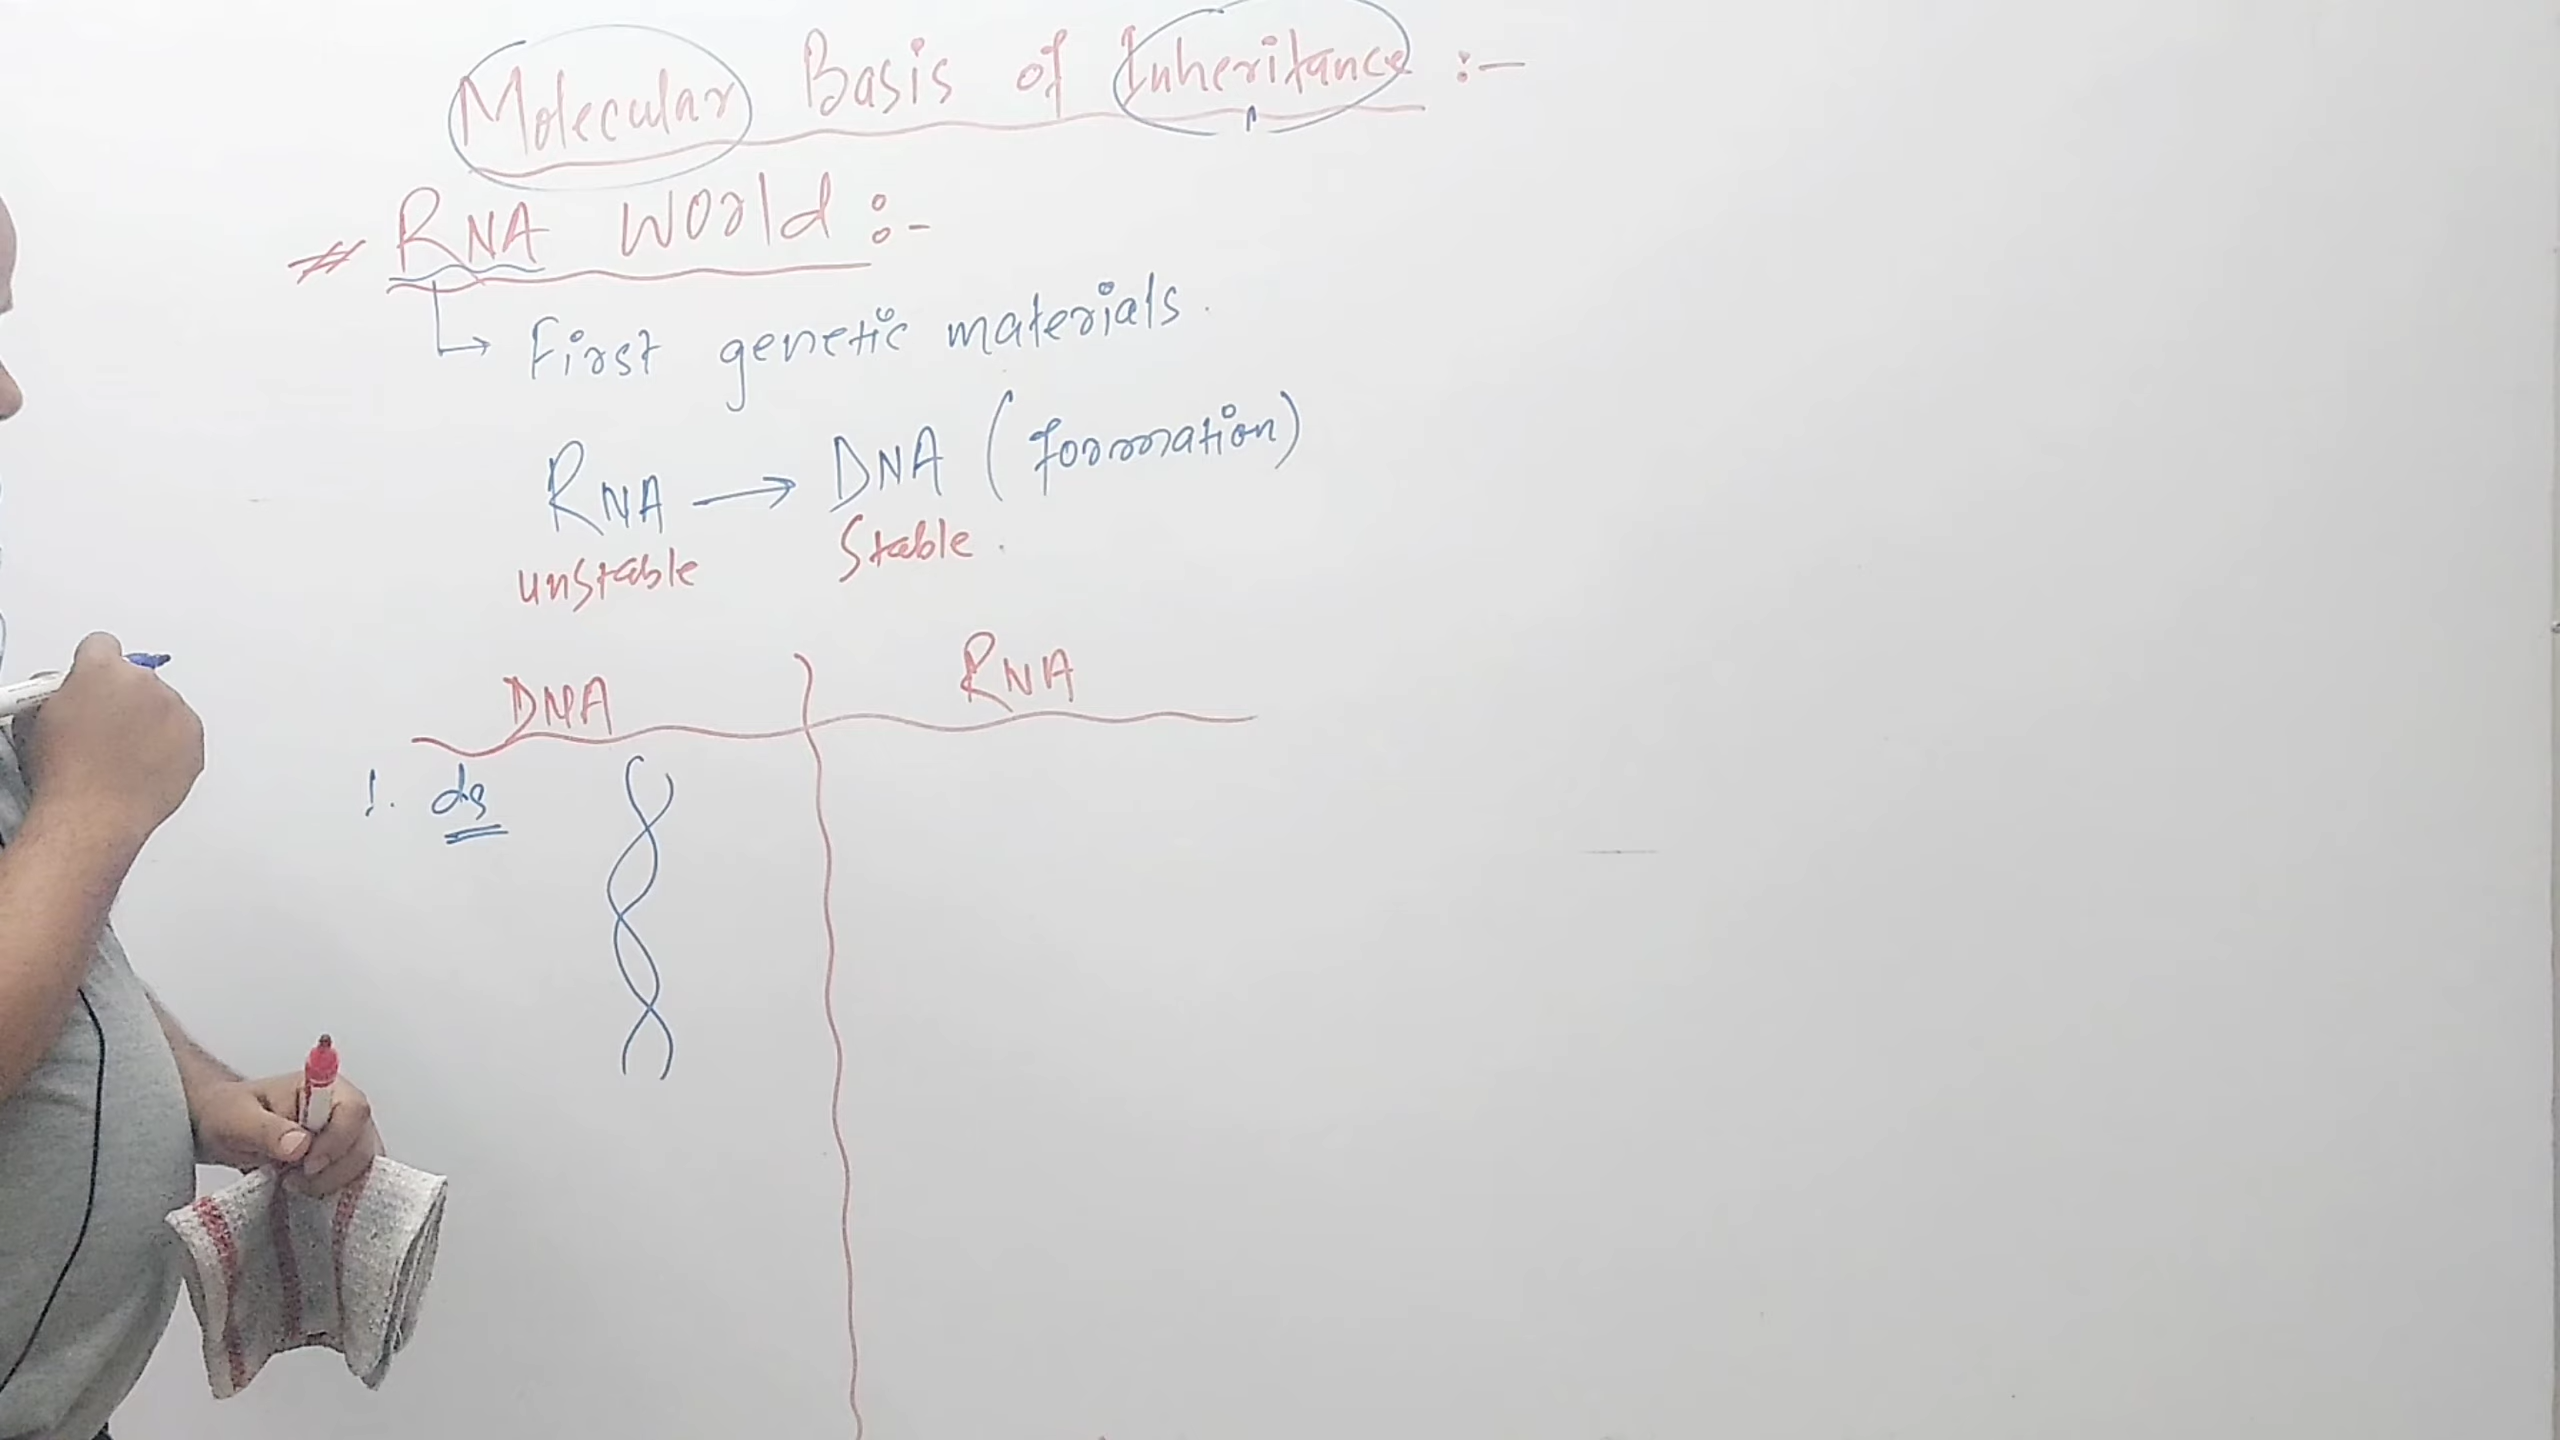 Molecular Basis of Inheritance :-
# RNA World :-
↳ First genetic materials.
RNA → DNA (formation)
unstable Stable.
DNA RNA
1. ds